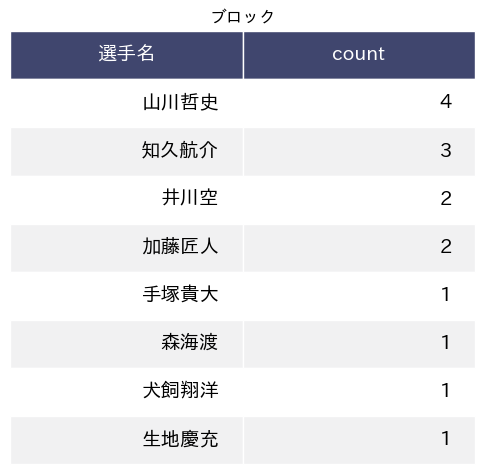 ブロック
選手名 count
山川哲史 4
知久航介 3
井川空 2
加藤匠人 2
手塚貴大 1
森海渡 1
犬飼翔洋 1
生地慶充 1